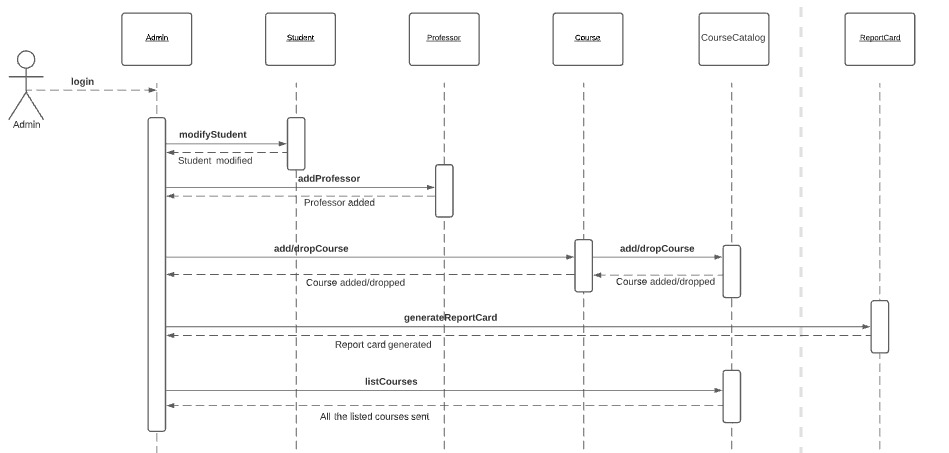 Admin
Student
Professor
Course
CourseCatalog
ReportCard
login
Admin
modifyStudent
Student modified
addProfessor
Professor added
add/dropCourse
add/dropCourse
Course added/dropped
Course added/dropped
generateReportCard
Report card generated
listCourses
All the listed courses sent